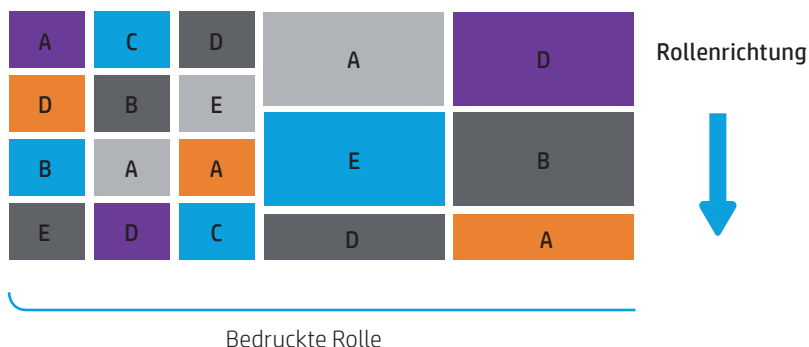 A C D
A D
Rollenrichtung
D B E
B A A
E B
E D C
D A
Bedruckte Rolle